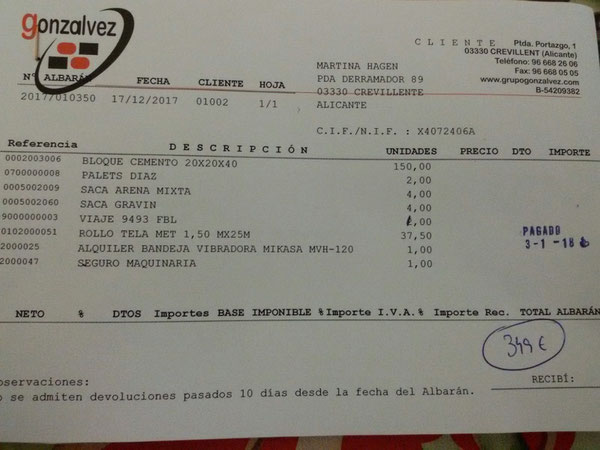 gonzalvez
CLIENTE
Ptda. Portazgo, 1
03330 CREVILLENT (Alicante)
Teléfono: 96 668 26 06
Fax: 96 668 05 05
www.grupogonzalvez.com
B-54209382
MARTINA HAGEN
PDA DERRAMADOR 89
03330 CREVILLENTE
ALICANTE
C.I.F./N.I.F. : X4072406A
Nº ALBARÁN FECHA CLIENTE HOJA
2017/010350 17/12/2017 01002 1/1
Referencia DESCRIPCIÓN UNIDADES PRECIO DTO IMPORTE
0002003006 BLOQUE CEMENTO 20X20X40 150,00
0700000008 PALETS DIAZ 2,00
0005002009 SACA ARENA MIXTA 4,00
0005002060 SACA GRAVIN 4,00
9000000003 VIAJE 9493 FBL ,00
0102000051 ROLLO TELA MET 1,50 MX25M 37,50
2000025 ALQUILER BANDEJA VIBRADORA MIKASA MVH-120 1,00
2000047 SEGURO MAQUINARIA 1,00
PAGADO
3-1-18
NETO % DTOS Importes BASE IMPONIBLE % Importe I.V.A. % Importe Rec. TOTAL ALBARÁN
349 €
RECIBÍ:
bservaciones:
o se admiten devoluciones pasados 10 días desde la fecha del Albarán.